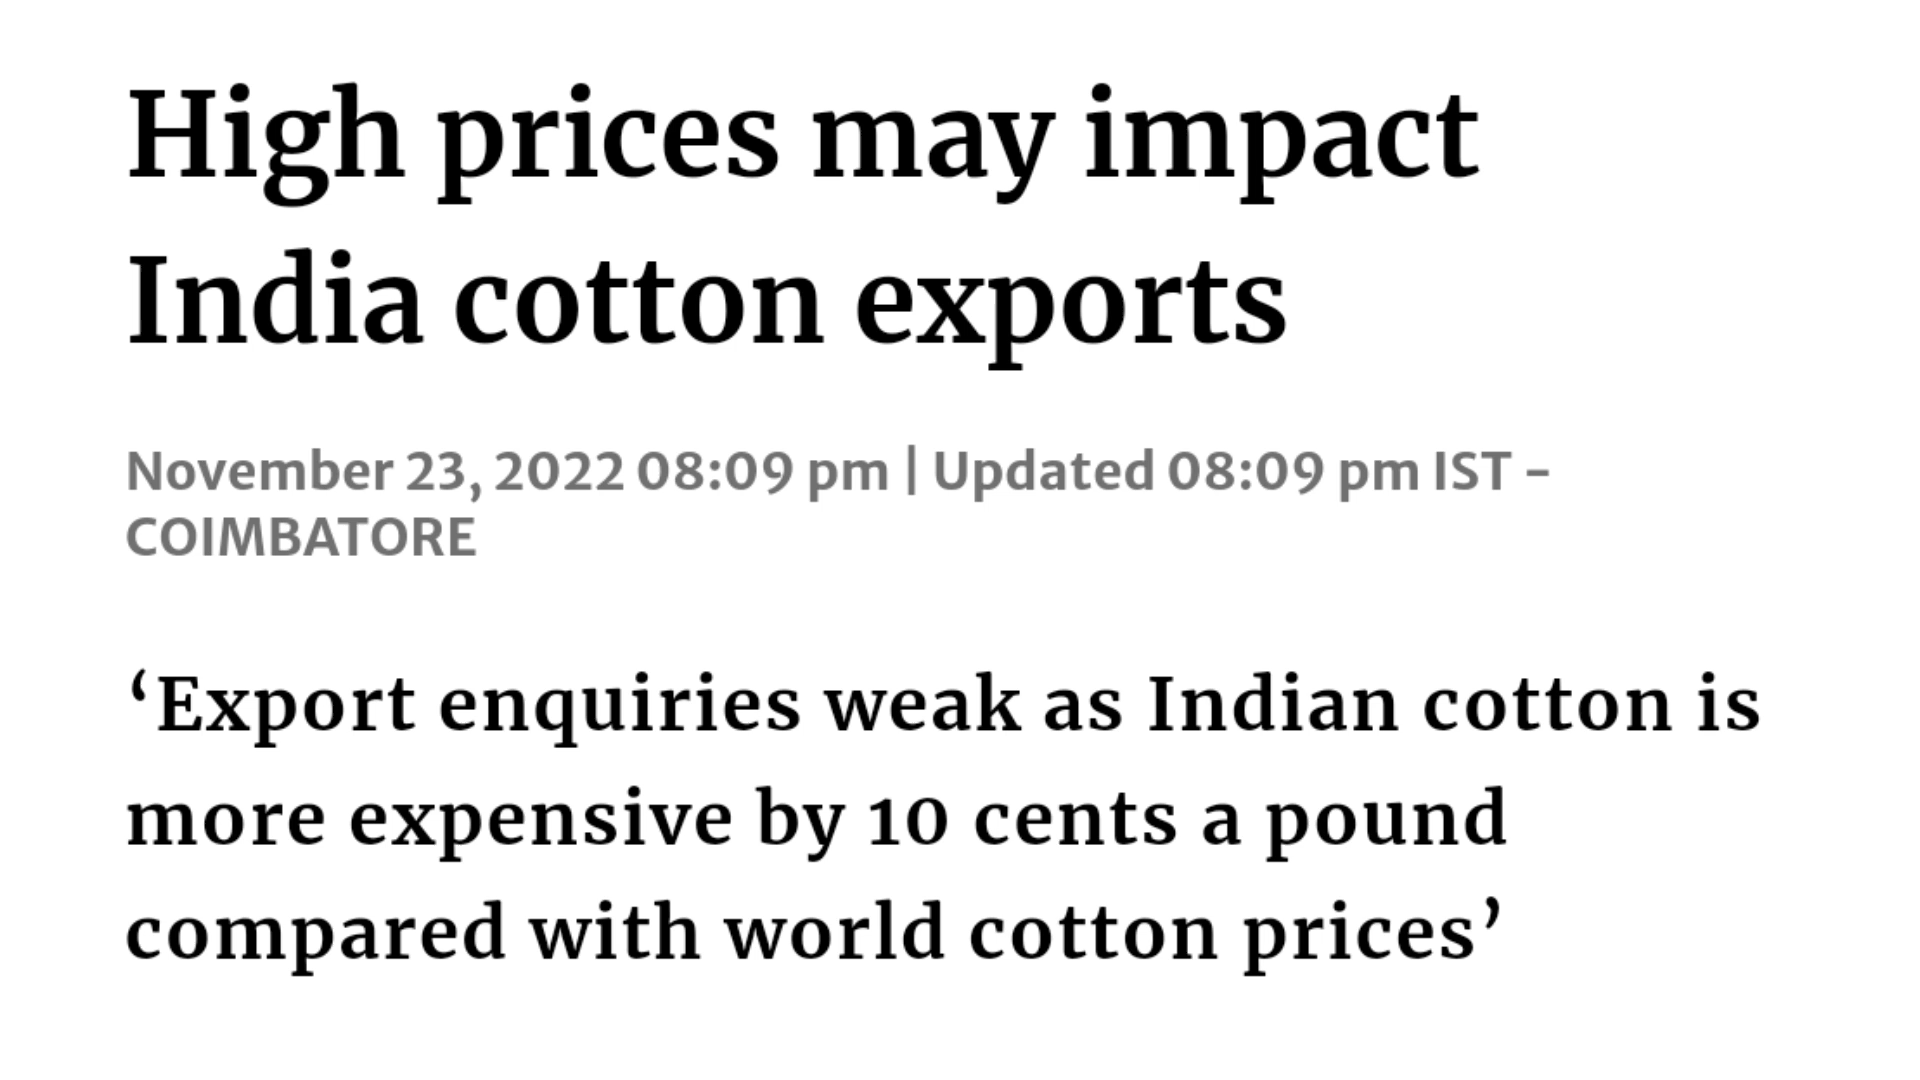 High prices may impact
India cotton exports
November 23, 2022 08:09 pm | Updated 08:09 pm IST -
COIMBATORE
‘Export enquiries weak as Indian cotton is
more expensive by 10 cents a pound
compared with world cotton prices’